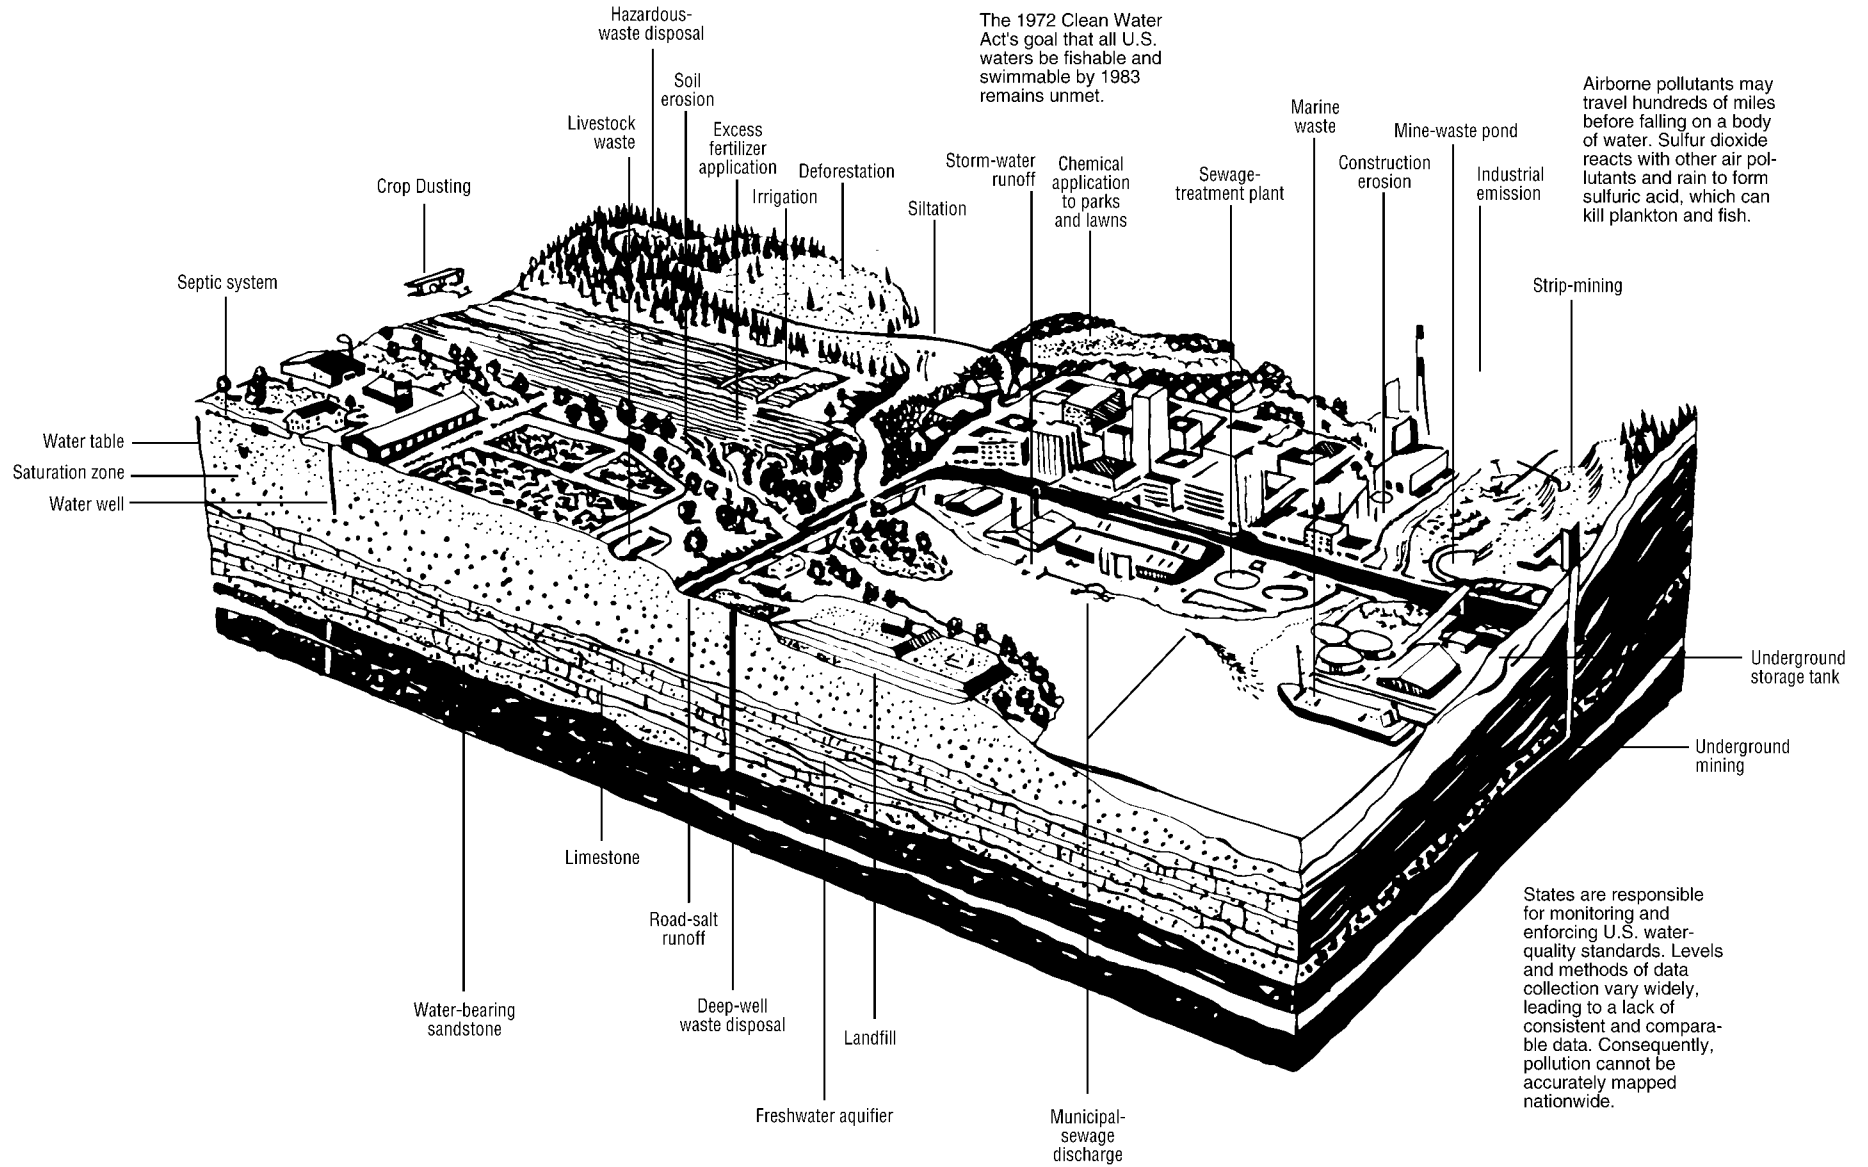 Hazardous-
waste disposal
Soil
erosion
Livestock
waste
Excess
fertilizer
application
Crop Dusting
Irrigation
Deforestation
Siltation
Storm-water
runoff
The 1972 Clean Water
Act's goal that all U.S.
waters be fishable and
swimmable by 1983
remains unmet.
Chemical
application
to parks
and lawns
Sewage-
treatment plant
Marine
waste
Construction
erosion
Mine-waste pond
Industrial
emission
Airborne pollutants may
travel hundreds of miles
before falling on a body
of water. Sulfur dioxide
reacts with other air pol-
lutants and rain to form
sulfuric acid, which can
kill plankton and fish.
Strip-mining
Septic system
Water table
Saturation zone
Water well
Underground
storage tank
Underground
mining
Limestone
Road-salt
runoff
Water-bearing
sandstone
Deep-well
waste disposal
Landfill
Freshwater aquifier
Municipal-
sewage
discharge
States are responsible
for monitoring and
enforcing U.S. water-
quality standards. Levels
and methods of data
collection vary widely,
leading to a lack of
consistent and compara-
ble data. Consequently,
pollution cannot be
accurately mapped
nationwide.